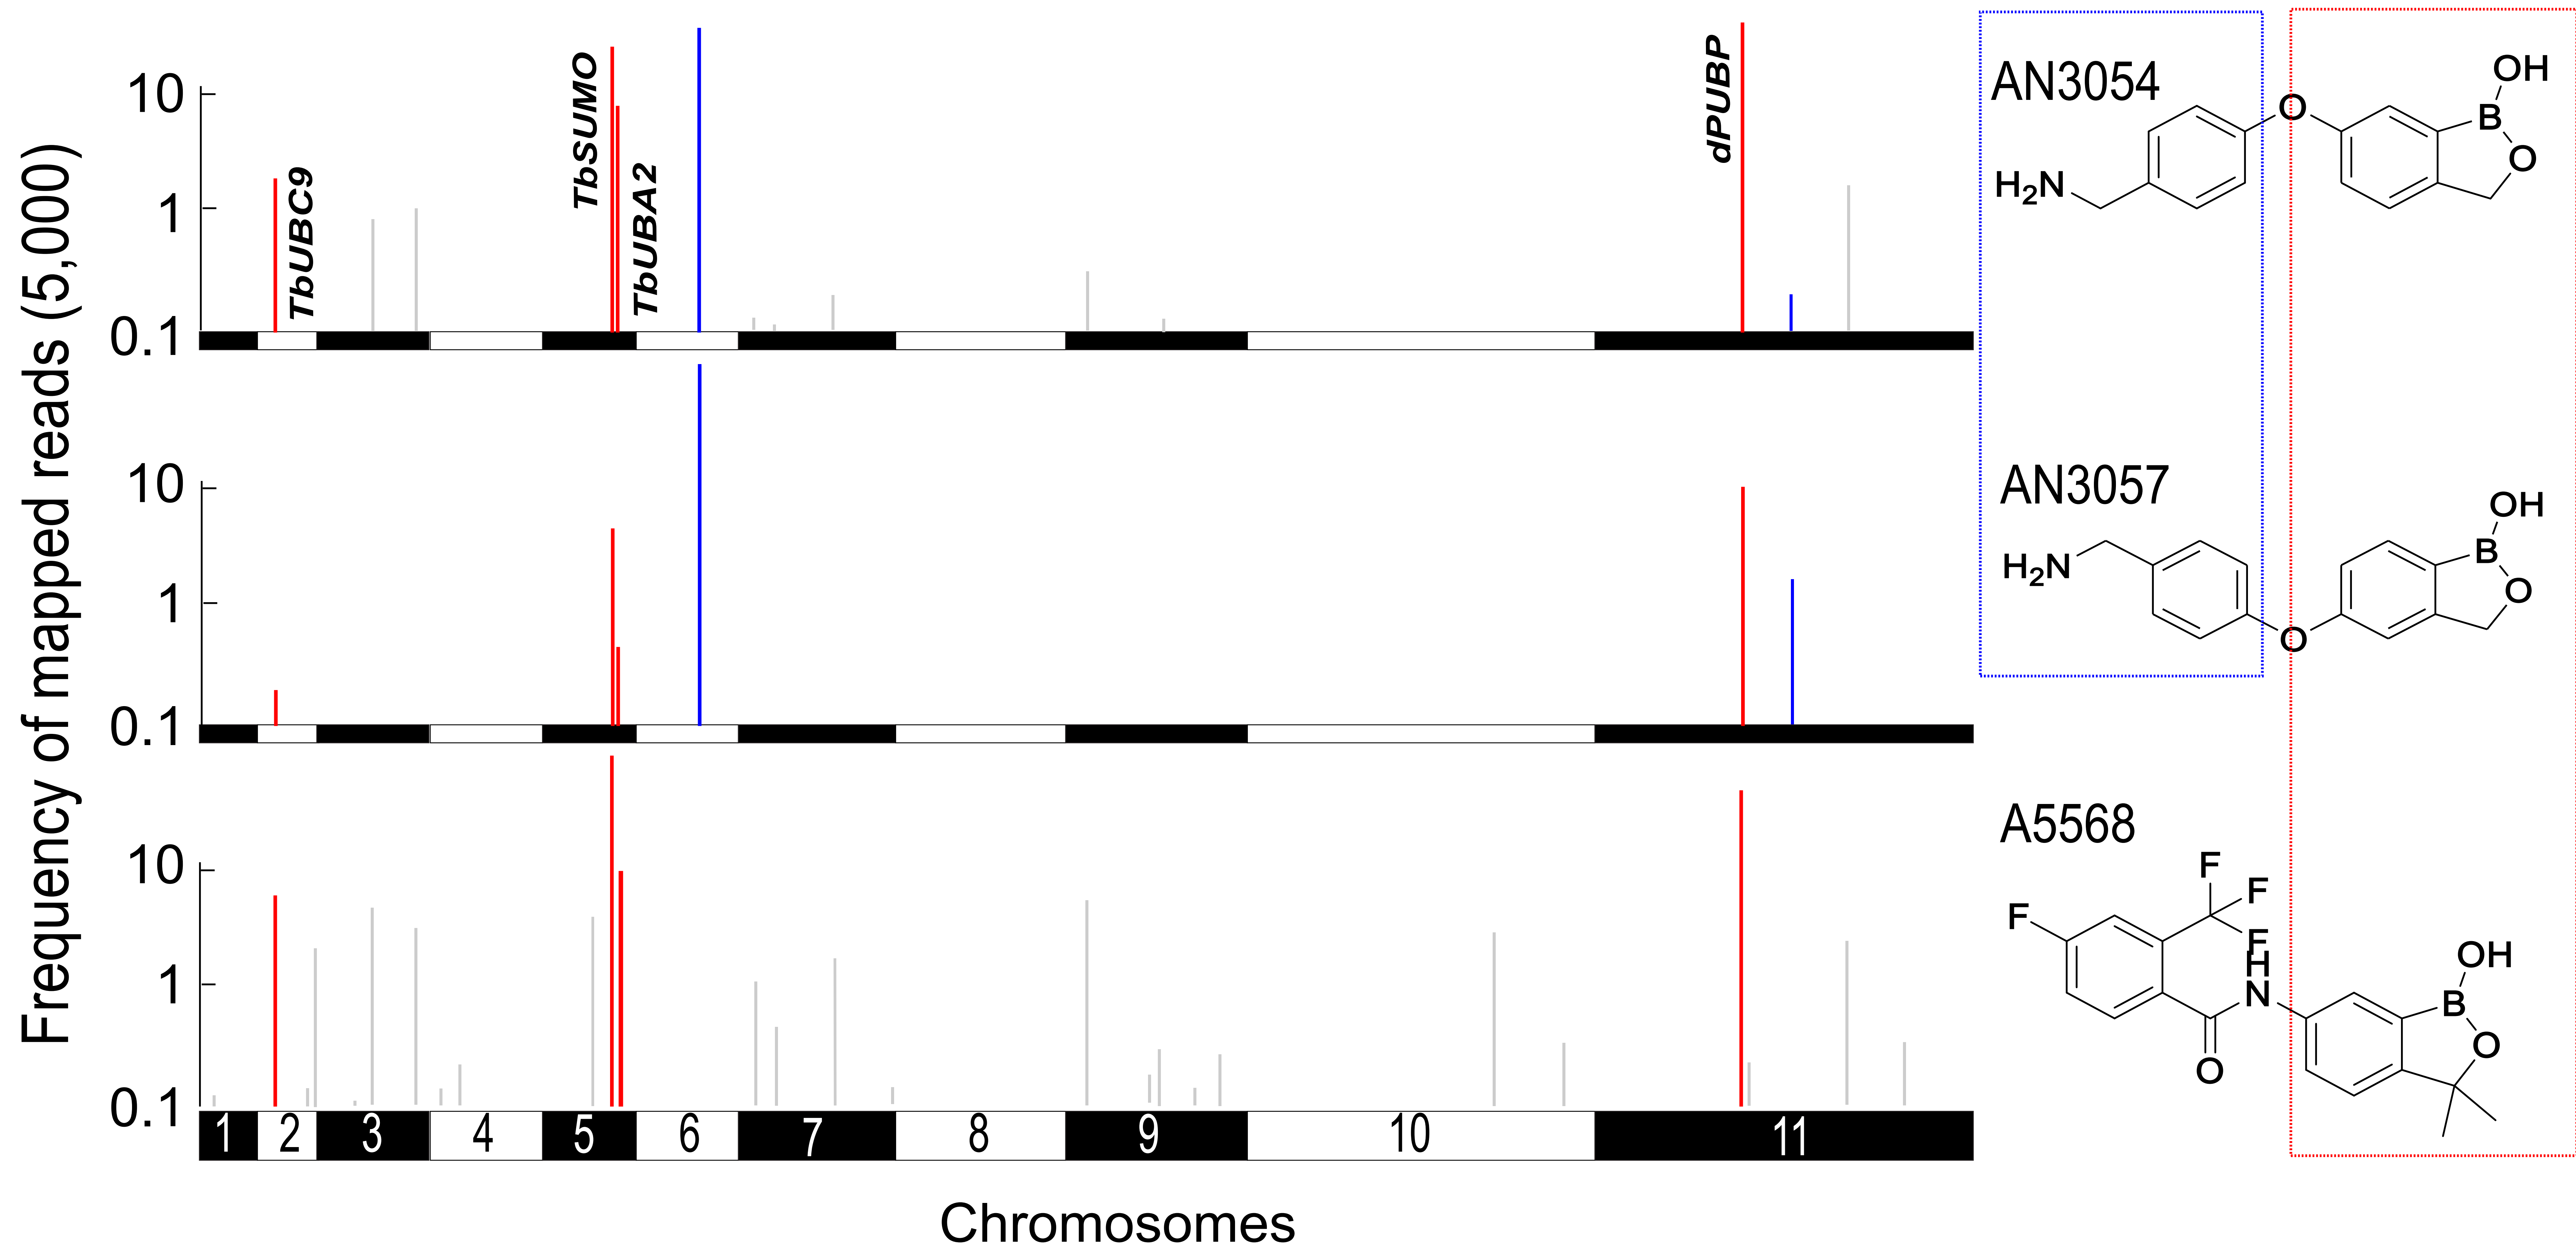 Frequency of mapped reads (5,0000)
10
1
0.1
TbUBC9
TbSUMO
TbUBA2
dPUBP
AN3054
OH
B
O
O
H2N
10
1
0.1
AN3057
OH
B
O
O
H2N
10
1
0.1
A5568
F
F
F
F
H
N
O
OH
B
O
1 2 3 4 5 6 7 8 9 10 11
Chromosomes